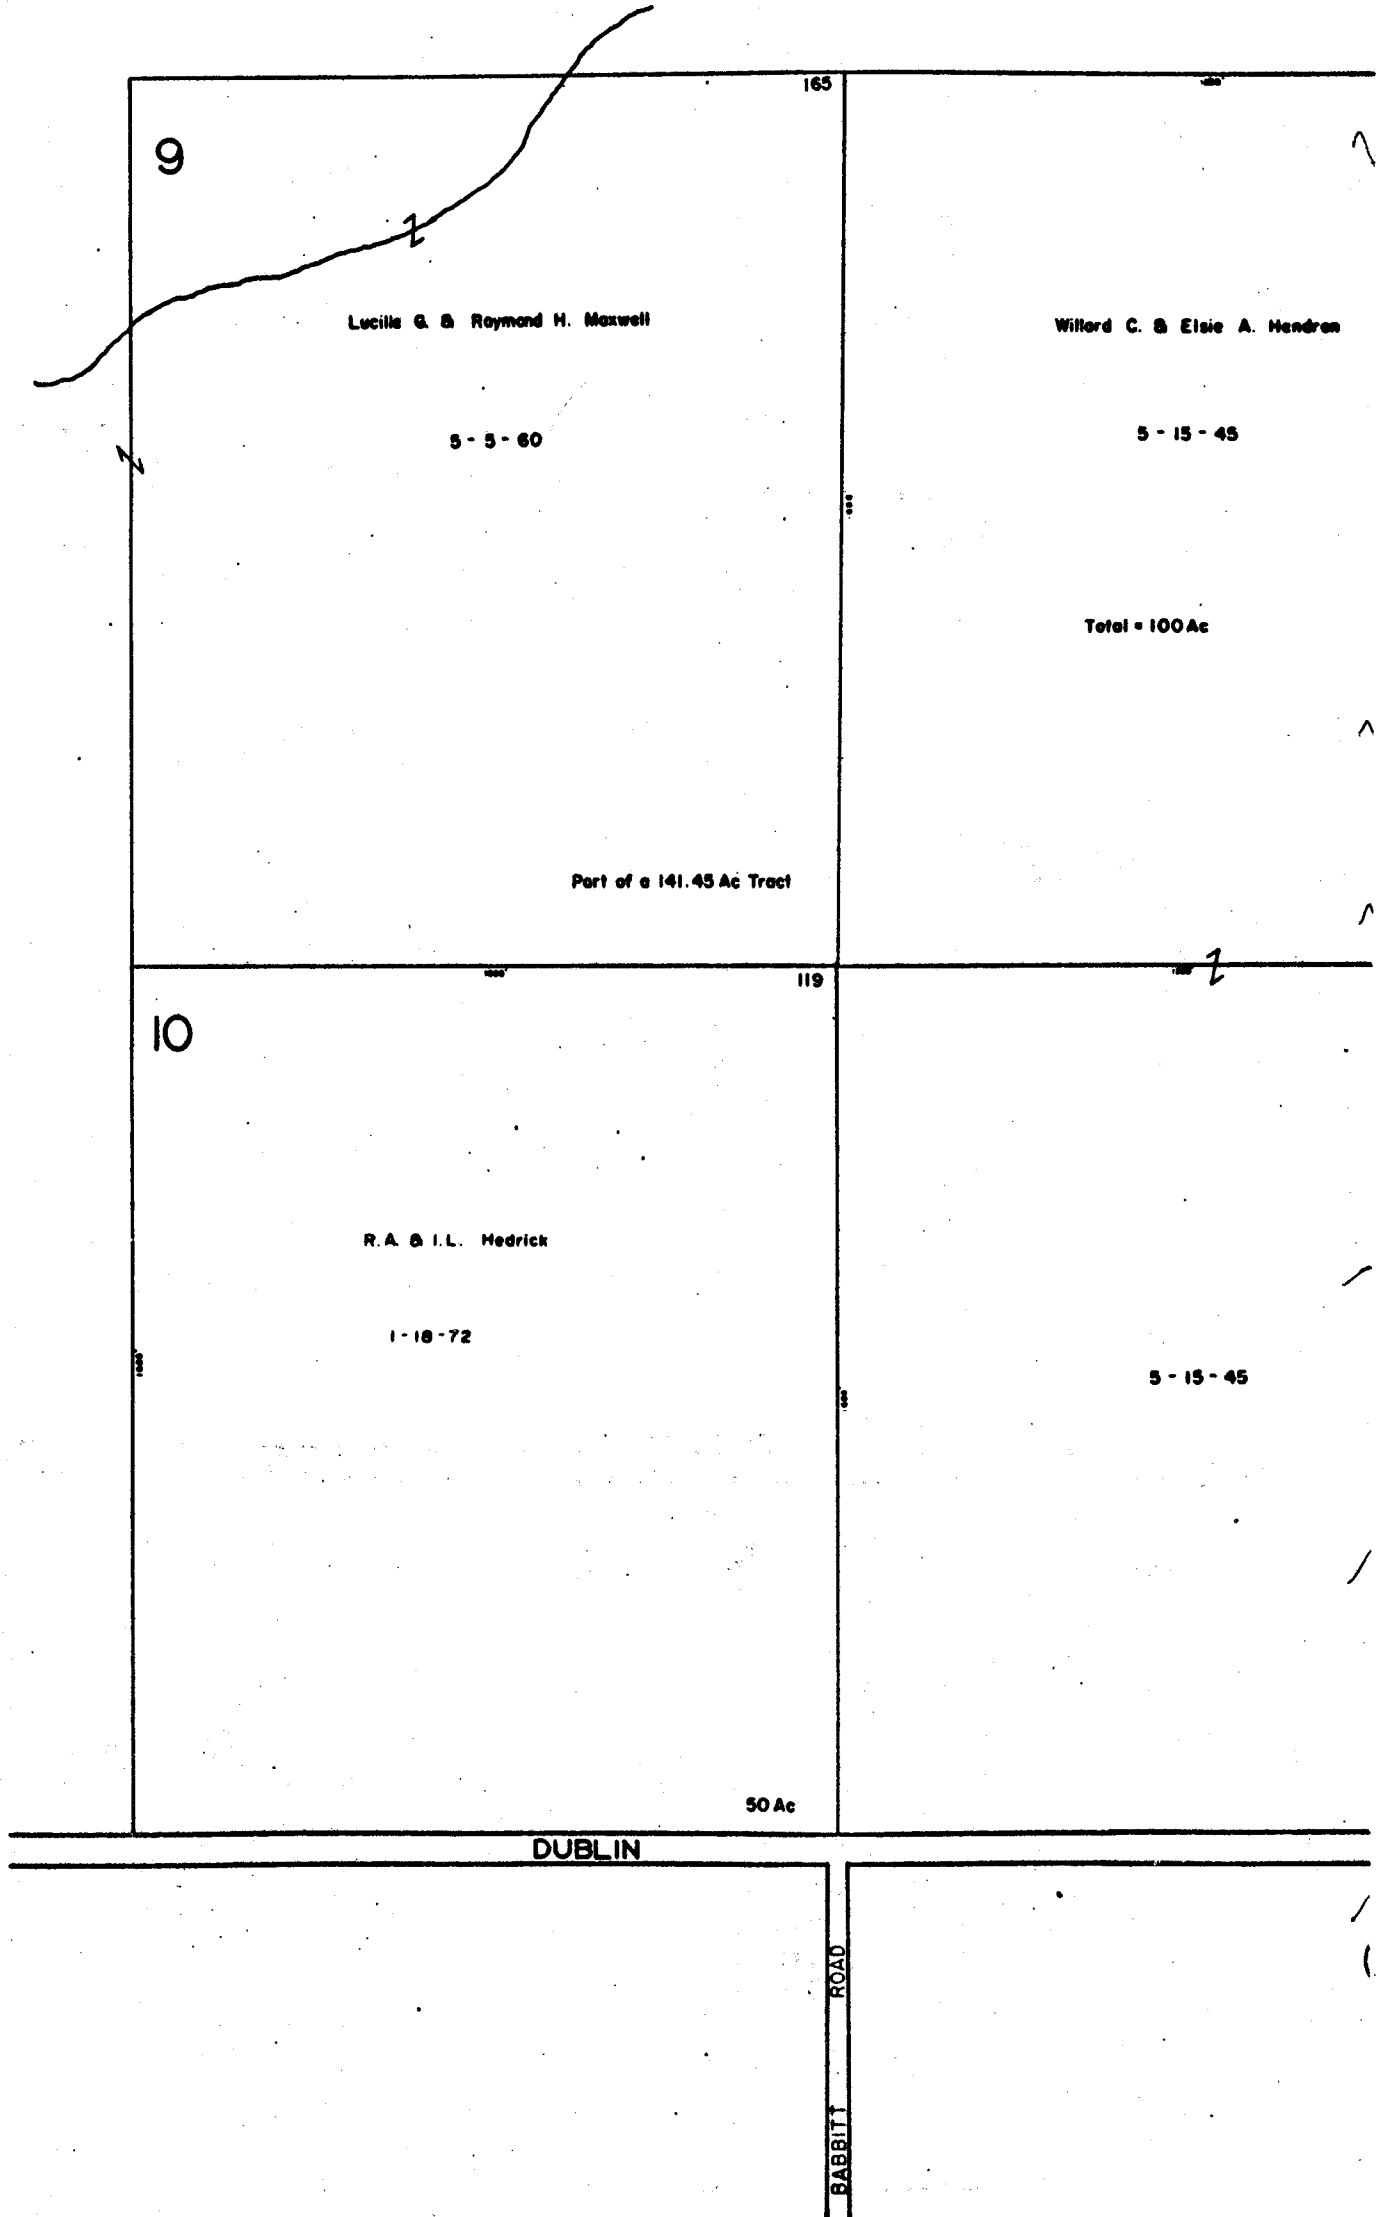 165
9
Lucille G. & Raymond H. Maxwell
Willard C. & Elsie A. Hendren
5 - 5 - 60
5 - 15 - 45
Total = 100 Ac
Part of a 141.45 Ac Tract
119
10
R.A. & I.L. Hedrick
1 - 18 - 72
5 - 15 - 45
50 Ac
DUBLIN
BABBITT ROAD